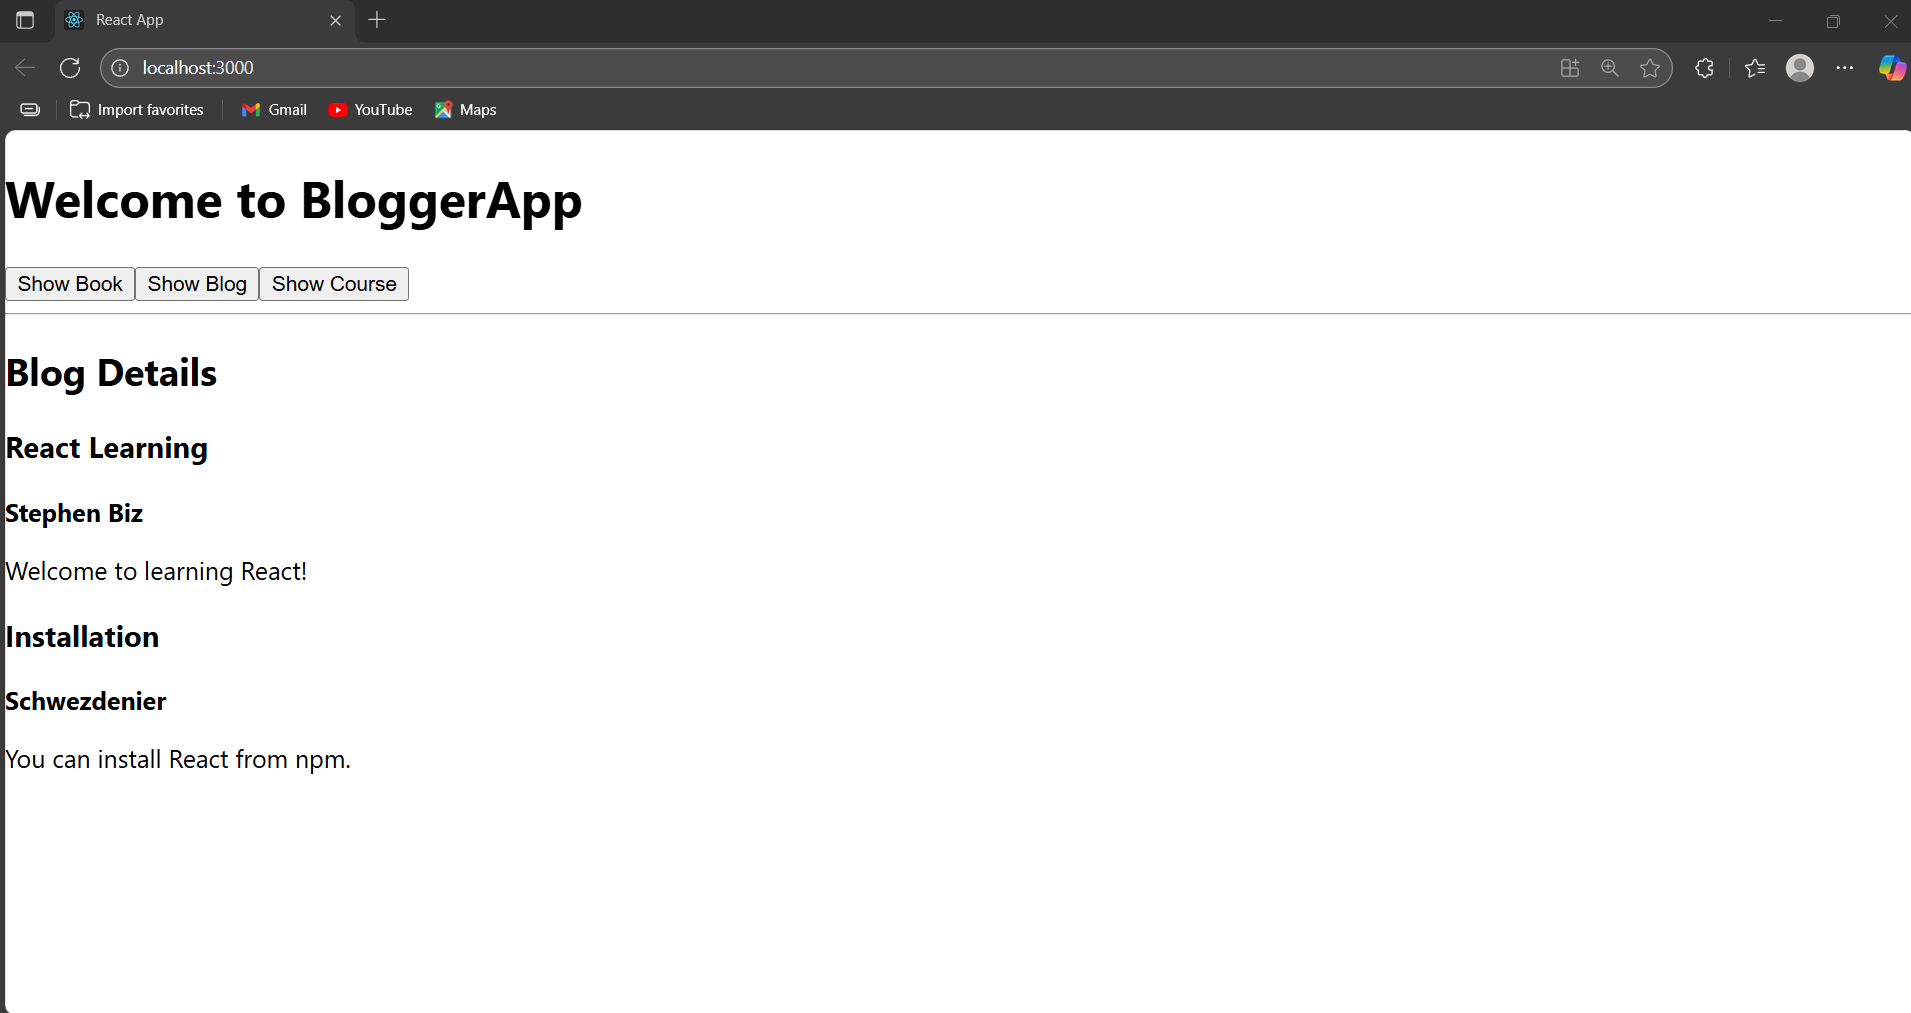 React App
localhost:3000
Import favorites Gmail YouTube Maps
Welcome to BloggerApp
Show Book Show Blog Show Course
Blog Details
React Learning
Stephen Biz
Welcome to learning React!
Installation
Schwezdenier
You can install React from npm.